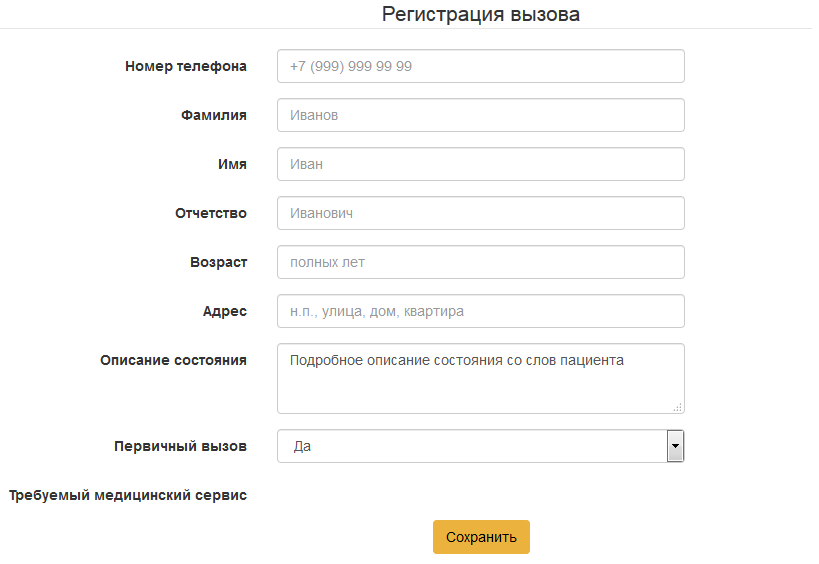 Регистрация вызова
Номер телефона +7 (999) 999 99 99
Фамилия Иванов
Имя Иван
Отчетство Иванович
Возраст полных лет
Адрес н.п., улица, дом, квартира
Описание состояния Подробное описание состояния со слов пациента
Первичный вызов Да
Требуемый медицинский сервис
Сохранить